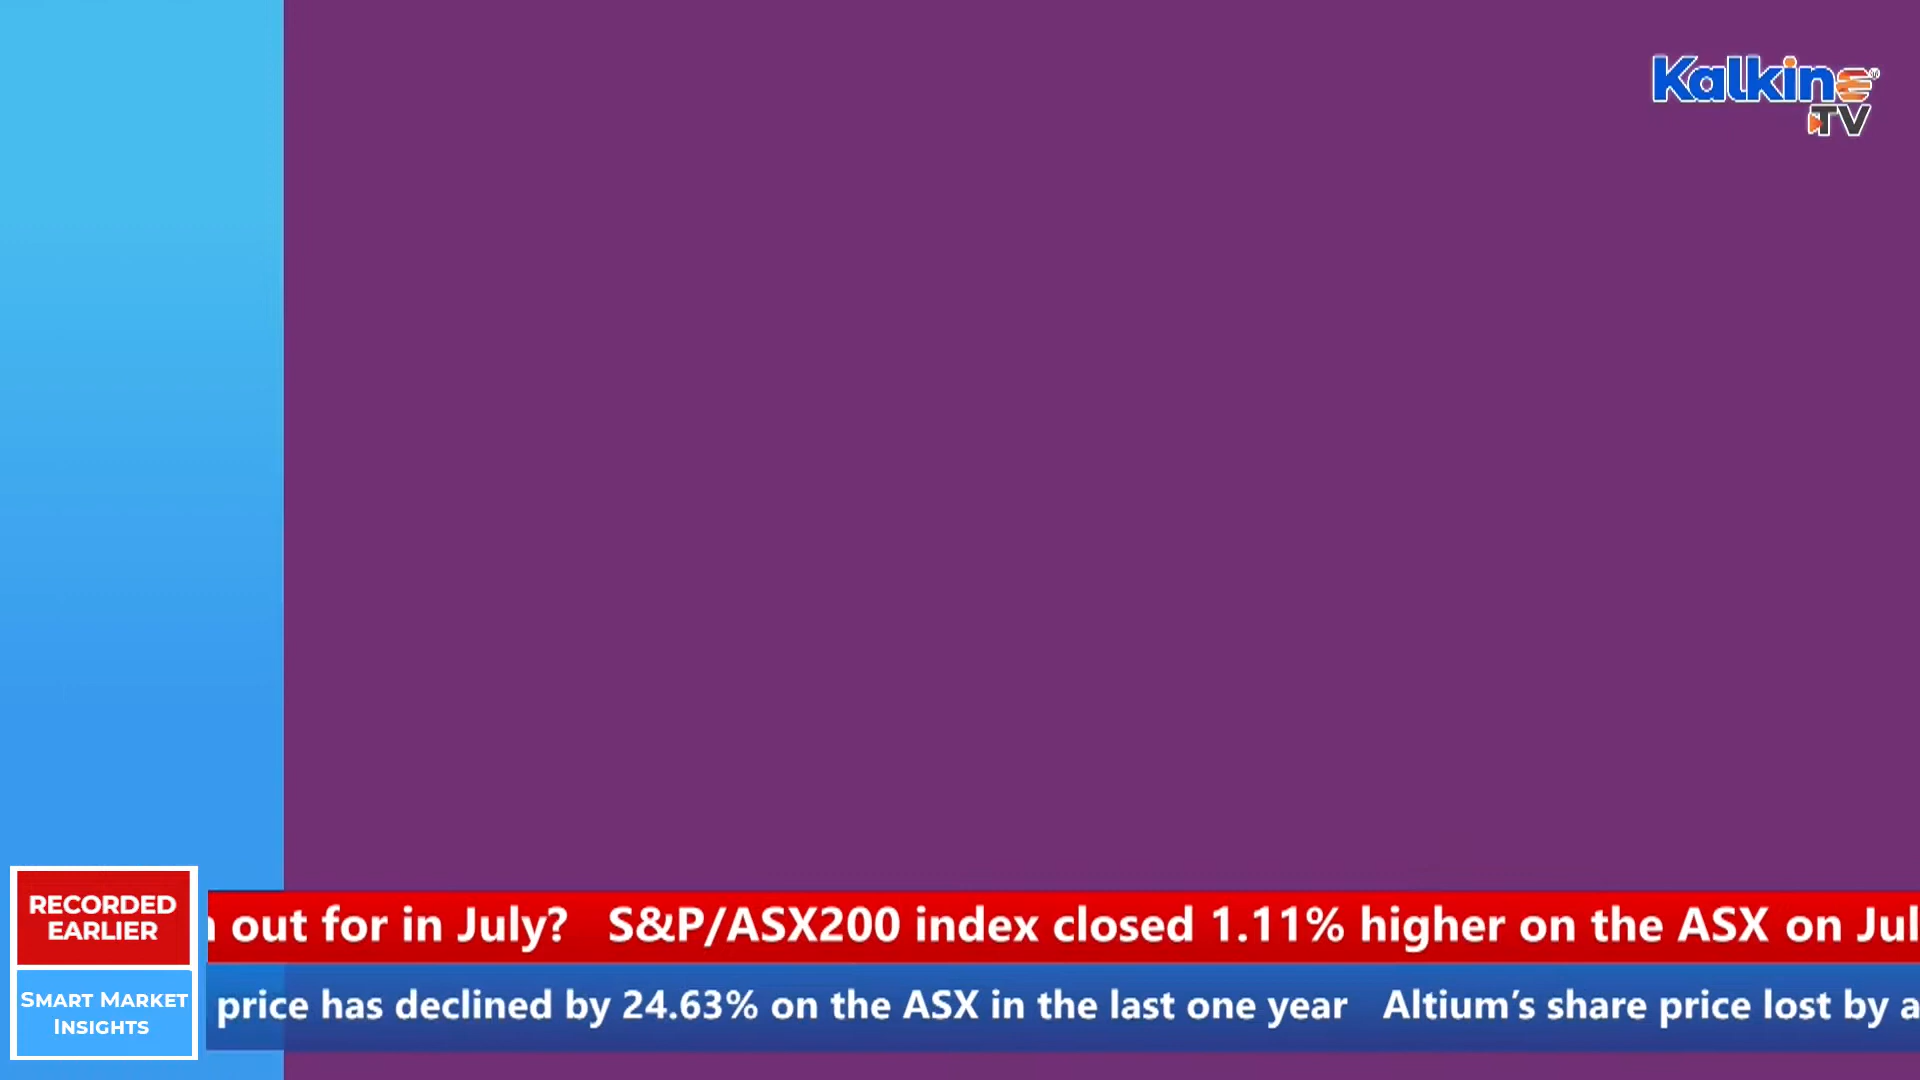 Kalkine
TV
RECORDED
EARLIER
out for in July? S&P/ASX200 index closed 1.11% higher on the ASX on Jul
SMART MARKET
INSIGHTS
price has declined by 24.63% on the ASX in the last one year Altium’s share price lost by a